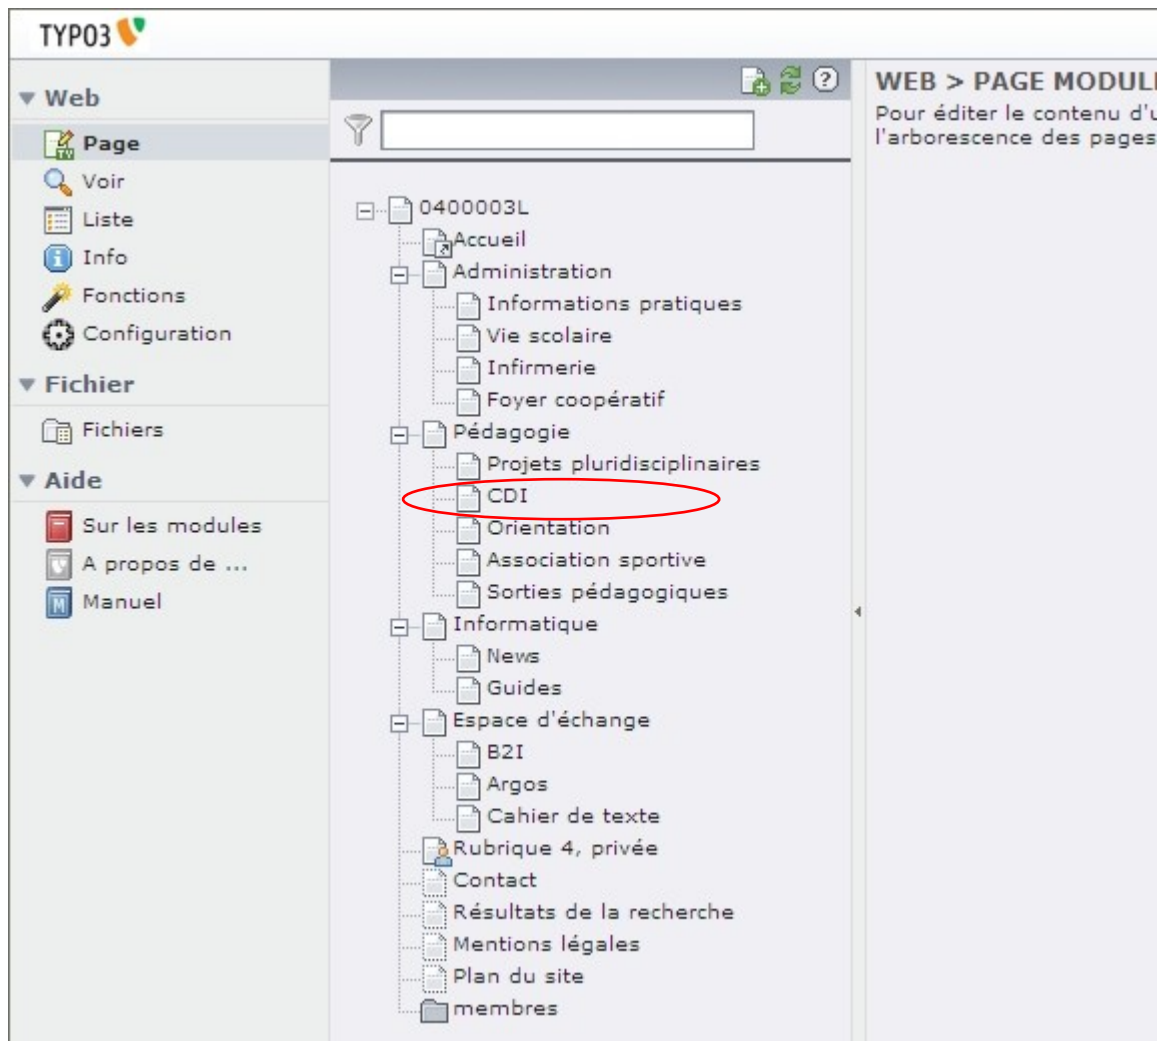 TYPO3
Web
Page
Voir
Liste
Info
Fonctions
Configuration
Fichier
Fichiers
Aide
Sur les modules
A propos de ...
Manuel
0400003L
Accueil
Administration
Informations pratiques
Vie scolaire
Infirmerie
Foyer coopératif
Pédagogie
Projets pluridisciplinaires
CDI
Orientation
Association sportive
Sorties pédagogiques
Informatique
News
Guides
Espace d'échange
B2I
Argos
Cahier de texte
Rubrique 4, privée
Contact
Résultats de la recherche
Mentions légales
Plan du site
membres
WEB > PAGE MODUL
Pour éditer le contenu d'u
l'arborescence des pages